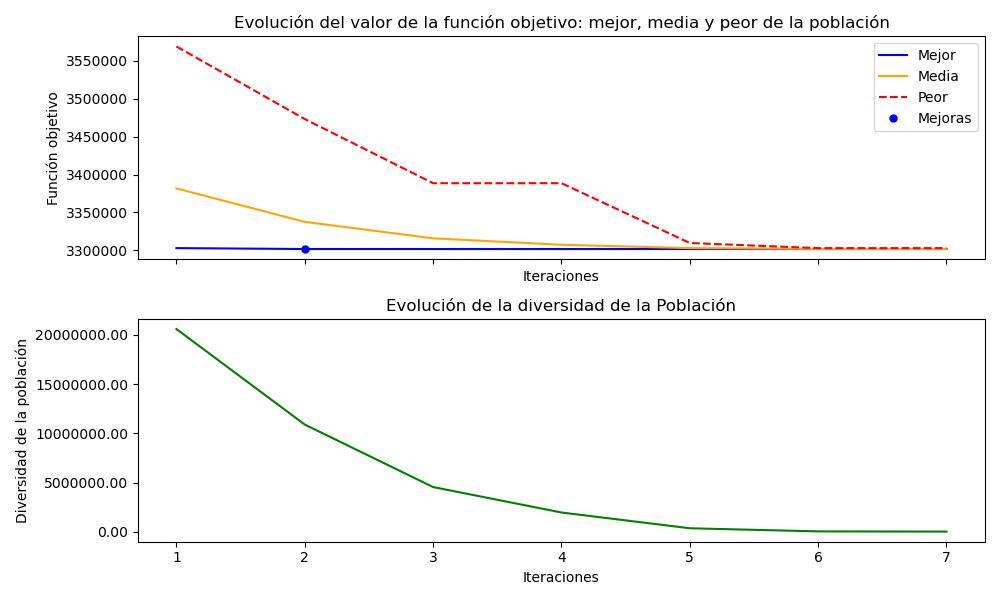 Evolución del valor de la función objetivo: mejor, media y peor de la población
Función objetivo
3550000
3500000
3450000
3400000
3350000
3300000
Mejor
Media
Peor
Mejoras
Iteraciones
Evolución de la diversidad de la Población
Diversidad de la población
20000000.00
15000000.00
10000000.00
5000000.00
0.00
1 2 3 4 5 6 7
Iteraciones